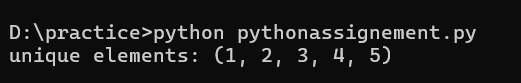 D:\practice>python pythonassignement.py
unique elements: (1, 2, 3, 4, 5)